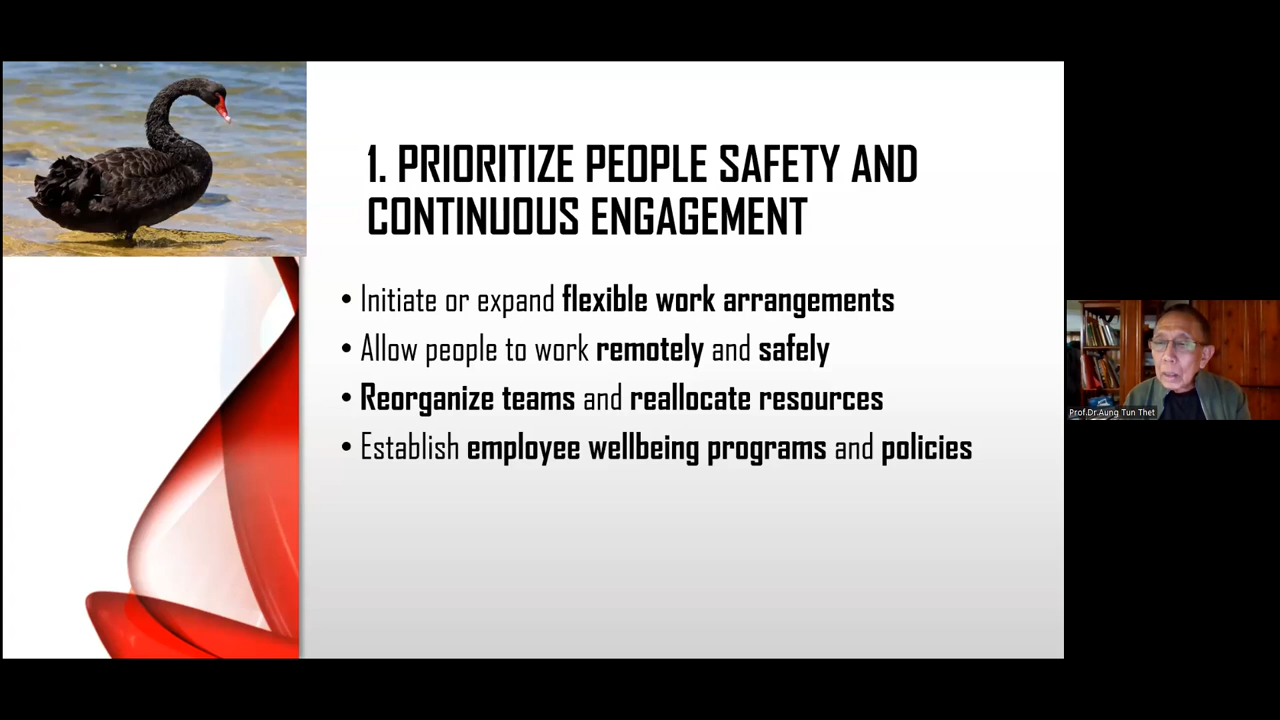 1. PRIORITIZE PEOPLE SAFETY AND
CONTINUOUS ENGAGEMENT
• Initiate or expand flexible work arrangements
• Allow people to work remotely and safely
• Reorganize teams and reallocate resources
• Establish employee wellbeing programs and policies
Prof.Dr.Aung Tun Thet